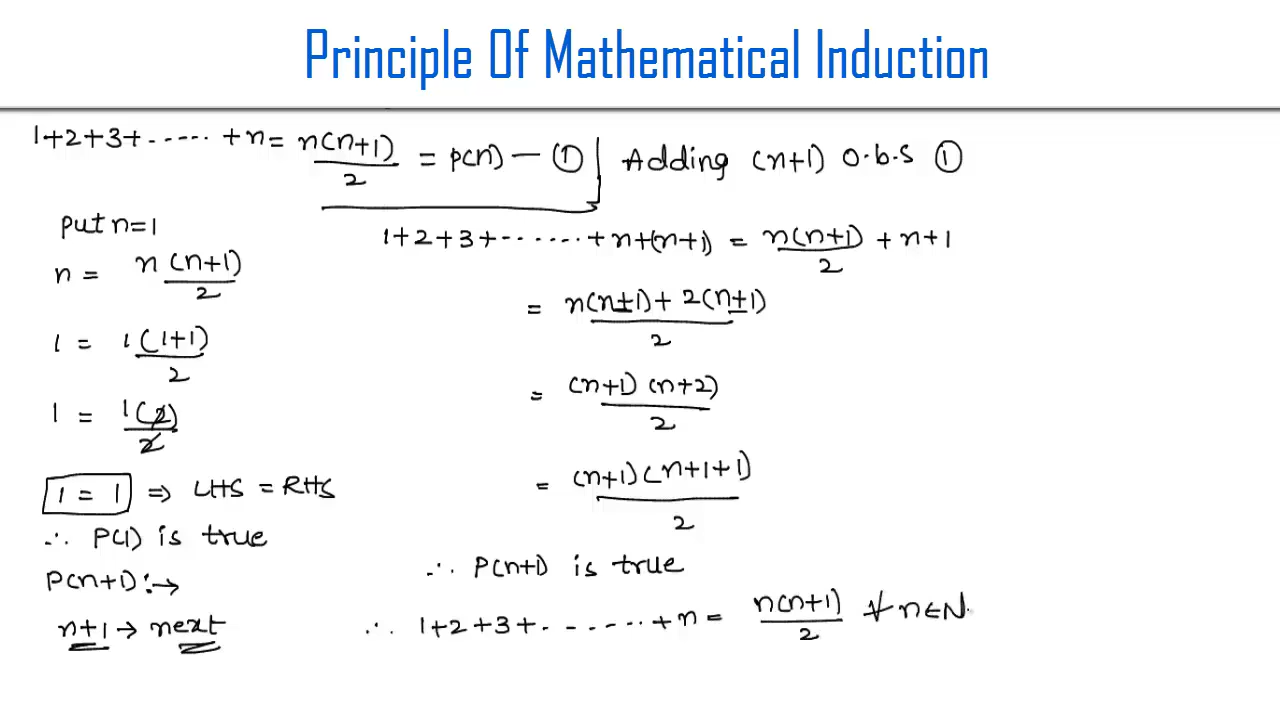 Principle Of Mathematical Induction
1+2+3+.......+n = n(n+1)/2 = P(n) — ①
put n=1
n = n(n+1)/2
1 = 1(1+1)/2
1 = 1(2)/2
1 = 1 ⇒ LHS = RHS
∴ P(1) is true
P(n+1):→
n+1 → next
Adding (n+1) O.b.S ①
1+2+3+.......+n+(n+1) = n(n+1)/2 + n+1
= n(n+1)+2(n+1)/2
= (n+1)(n+2)/2
= (n+1)(n+1+1)/2
∴ P(n+1) is true
∴ 1+2+3+.......+n = n(n+1)/2 ∀ n∈N